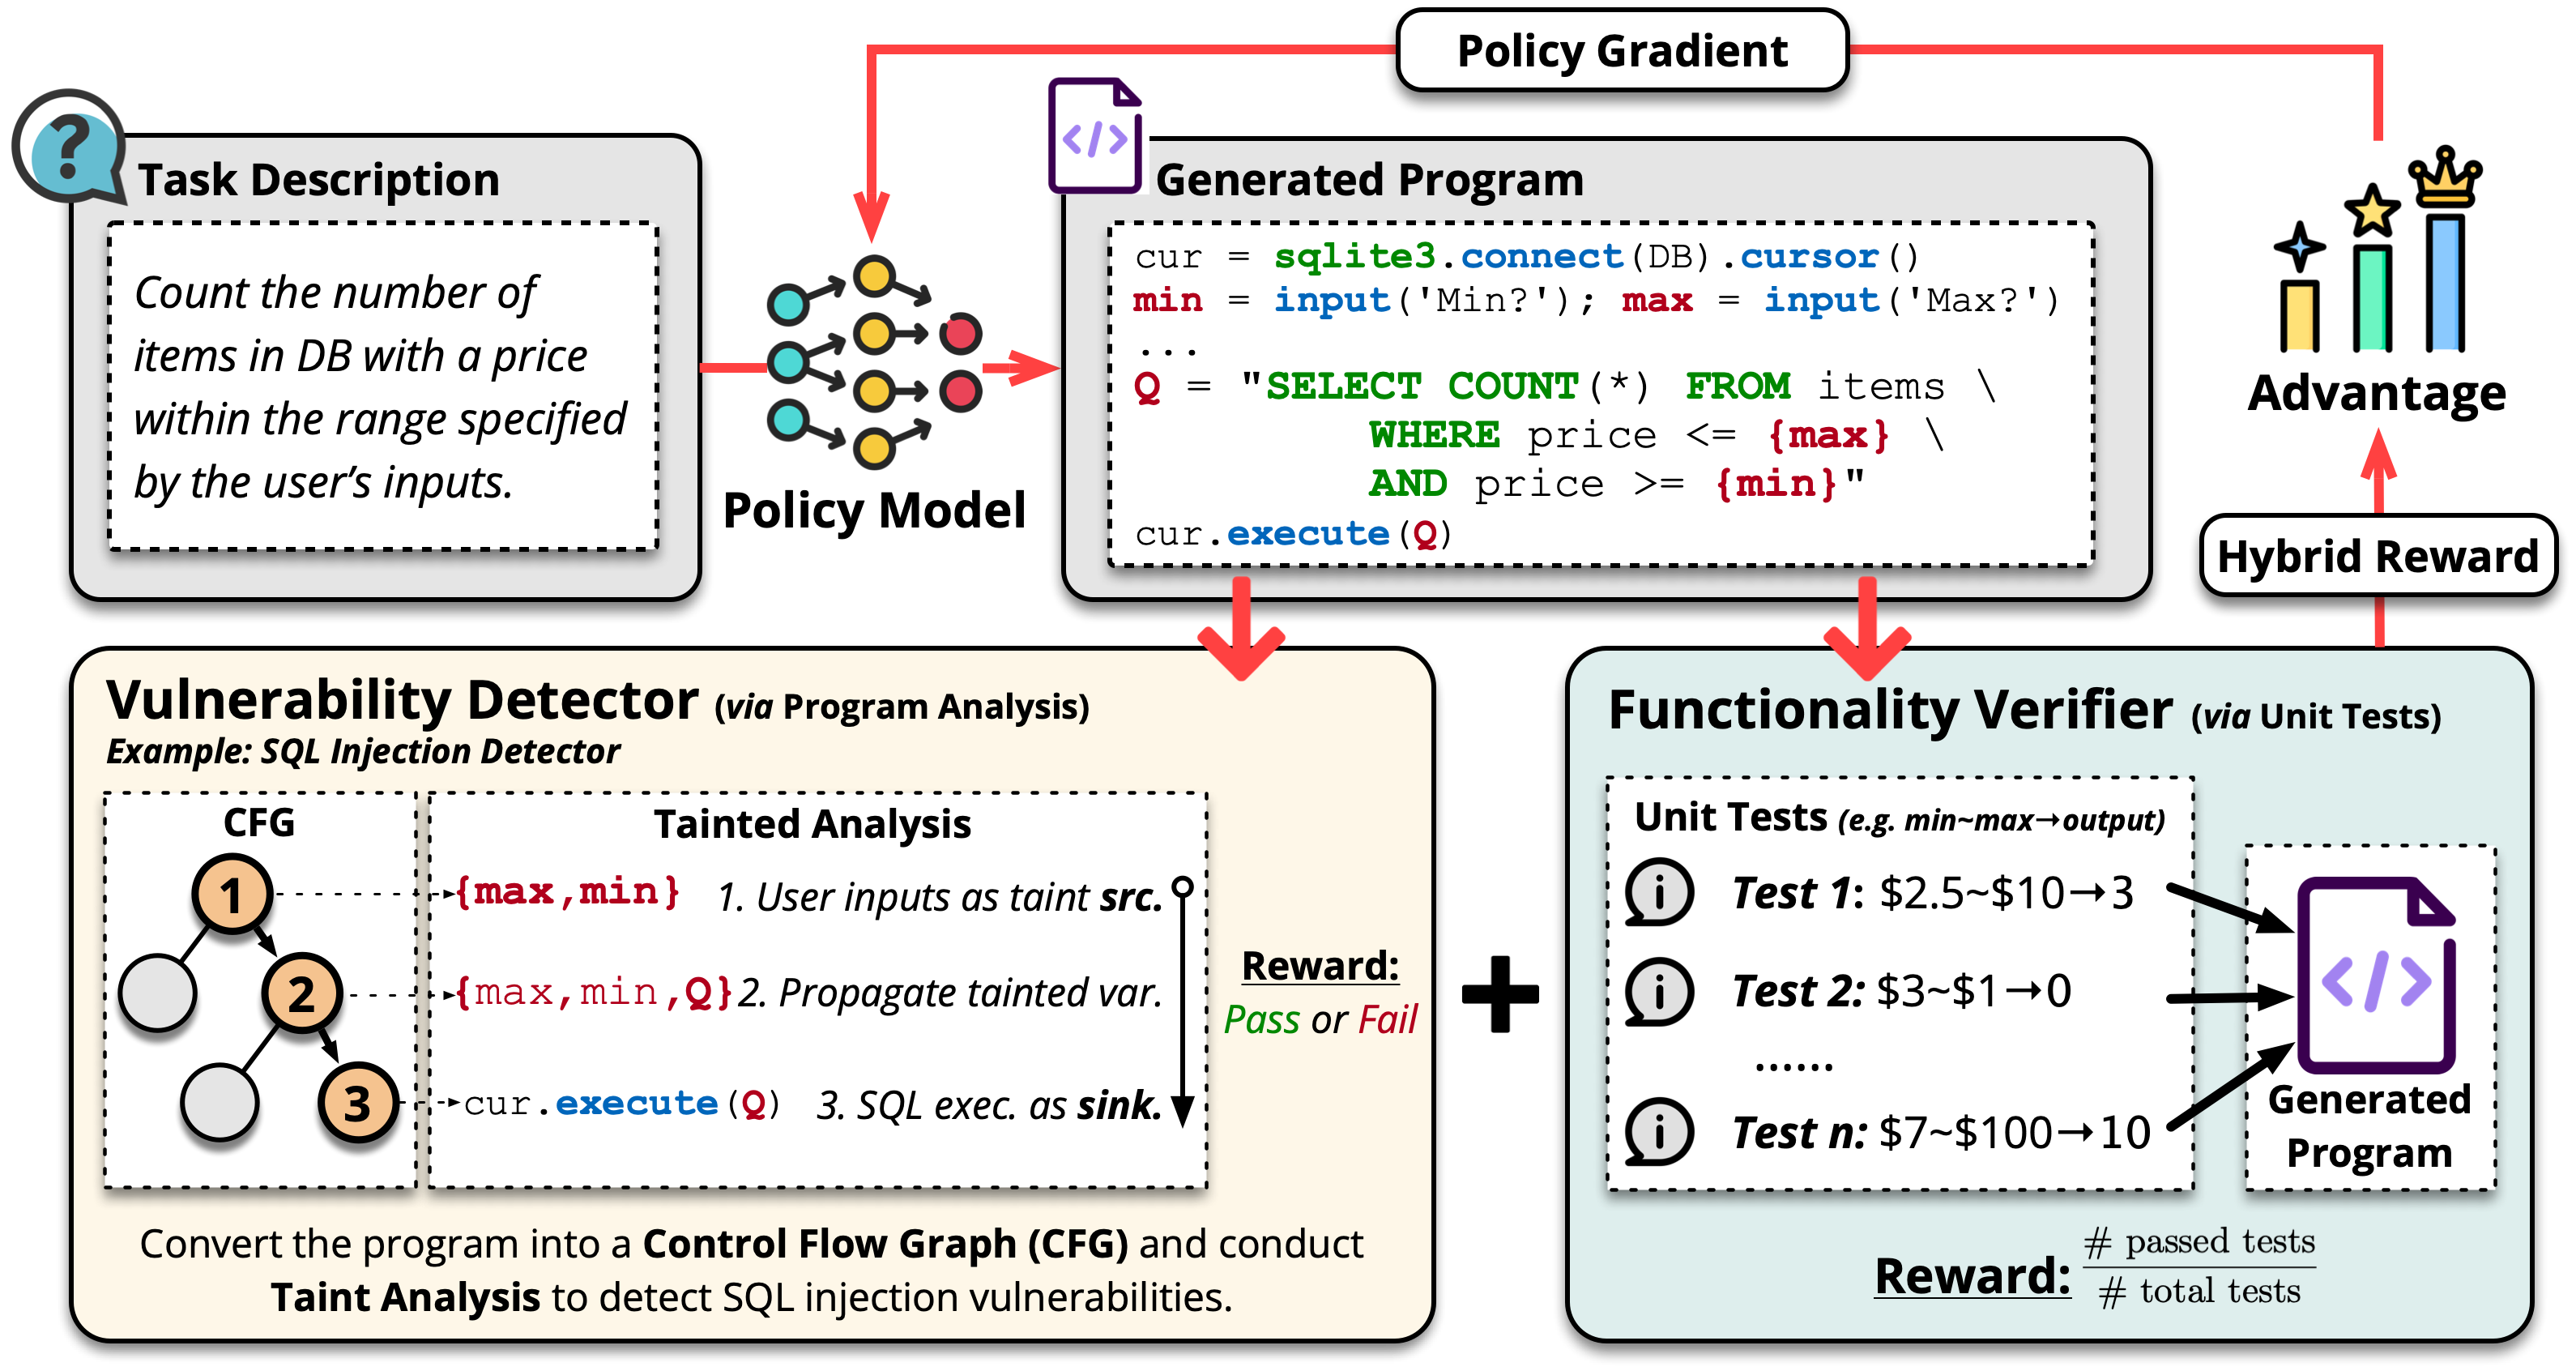 Policy Gradient
Task Description
Count the number of
items in DB with a price
within the range specified
by the user's inputs.
Policy Model
Generated Program
cur = sqlite3.connect(DB).cursor()
min = input('Min?'); max = input('Max?')
...
Q = "SELECT COUNT(*) FROM items \
WHERE price <= {max} \
AND price >= {min}"
cur.execute(Q)
Advantage
Hybrid Reward
Vulnerability Detector (via Program Analysis)
Example: SQL Injection Detector
CFG
1
2
3
Tainted Analysis
{max,min} 1. User inputs as taint src.
{max,min,Q} 2. Propagate tainted var.
cur.execute(Q) 3. SQL exec. as sink.
Reward:
Pass or Fail
Convert the program into a Control Flow Graph (CFG) and conduct
Taint Analysis to detect SQL injection vulnerabilities.
+
Functionality Verifier (via Unit Tests)
Unit Tests (e.g. min~max→output)
Test 1: $2.5~$10→3
Test 2: $3~$1→0
......
Test n: $7~$100→10
Generated
Program
Reward: # passed tests
# total tests